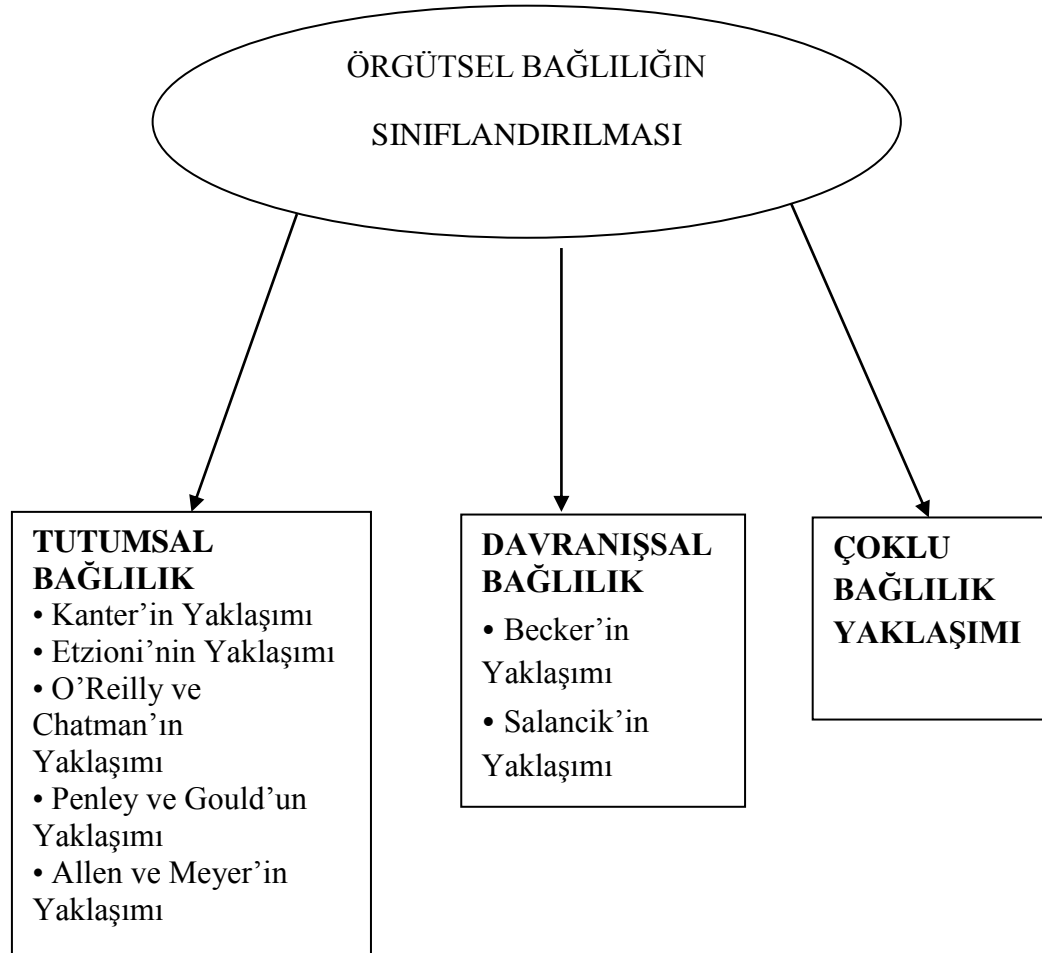 ÖRGÜTSEL BAĞLILIĞIN
SINIFLANDIRILMASI
TUTUMSAL
BAĞLILIK
• Kanter’in Yaklaşımı
• Etzioni’nin Yaklaşımı
• O’Reilly ve
Chatman’ın
Yaklaşımı
• Penley ve Gould’un
Yaklaşımı
• Allen ve Meyer’in
Yaklaşımı
DAVRANIŞSAL
BAĞLILIK
• Becker’in
Yaklaşımı
• Salancik’in
Yaklaşımı
ÇOKLU
BAĞLILIK
YAKLAŞIMI